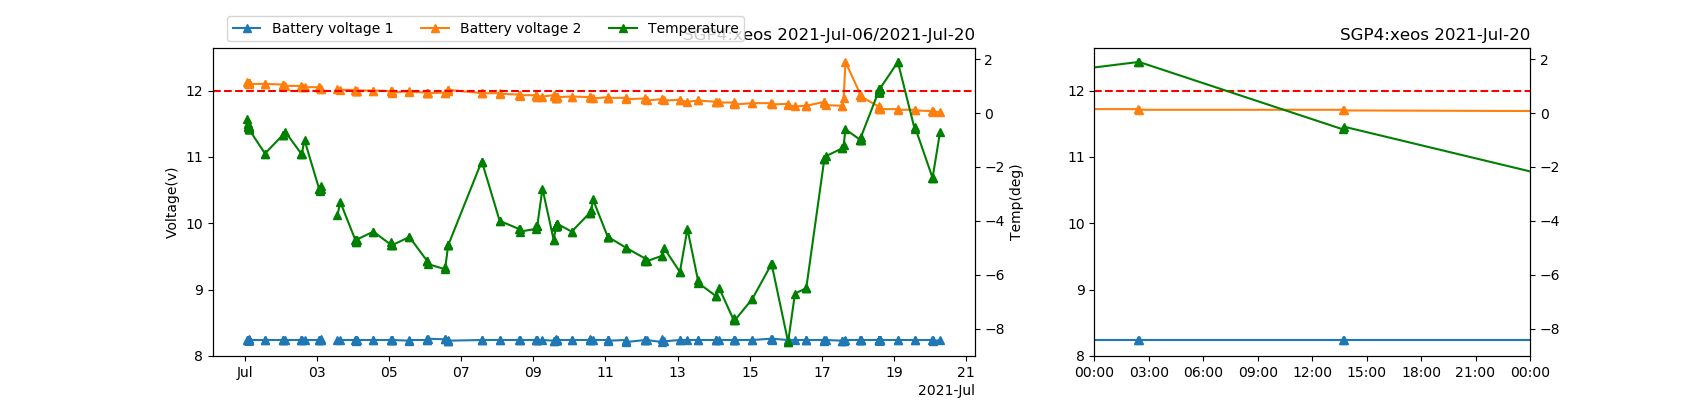 Battery voltage 1 Battery voltage 2 Temperature
SGP4:xeos 2021-Jul-06/2021-Jul-20
SGP4:xeos 2021-Jul-20
Voltage(v)
12
11
10
9
8
2
0
−2
−4
−6
−8
Temp(deg)
Jul 03 05 07 09 11 13 15 17 19 21
2021-Jul
12
11
10
9
8
2
0
−2
−4
−6
−8
00:00 03:00 06:00 09:00 12:00 15:00 18:00 21:00 00:00